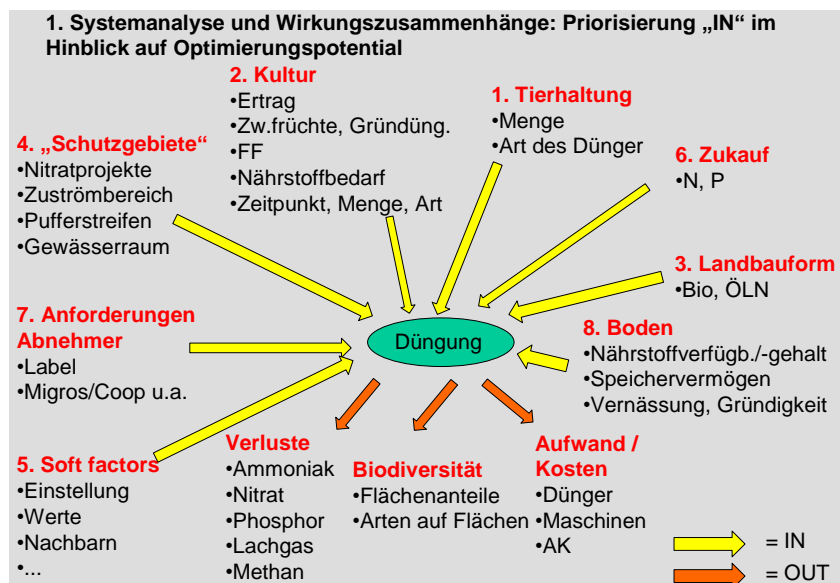 1. Systemanalyse und Wirkungszusammenhänge: Priorisierung „IN“ im
Hinblick auf Optimierungspotential
2. Kultur
•Ertrag
•Zw.früchte, Gründüng.
•FF
•Nährstoffbedarf
•Zeitpunkt, Menge, Art
1. Tierhaltung
•Menge
•Art des Dünger
4. „Schutzgebiete“
•Nitratprojekte
•Zuströmbereich
•Pufferstreifen
•Gewässerraum
6. Zukauf
•N, P
3. Landbauform
•Bio, ÖLN
7. Anforderungen
Abnehmer
•Label
•Migros/Coop u.a.
Düngung
8. Boden
•Nährstoffverfügb./-gehalt
•Speichervermögen
•Vernässung, Gründigkeit
5. Soft factors
•Einstellung
•Werte
•Nachbarn
•...
Verluste
•Ammoniak
•Nitrat
•Phosphor
•Lachgas
•Methan
Biodiversität
•Flächenanteile
•Arten auf Flächen
Aufwand /
Kosten
•Dünger
•Maschinen
•AK
= IN
= OUT